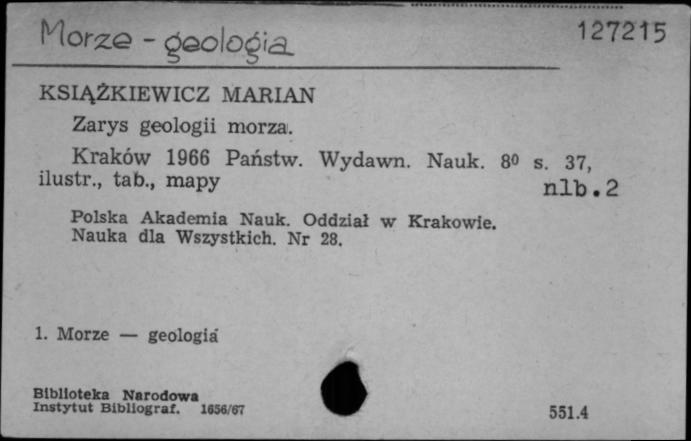 Morze - geologia
127215
KSIĄŻKIEWICZ MARIAN
Zarys geologii morza.
Kraków 1966 Państw. Wydawn. Nauk. 8⁰ s. 37,
ilustr., tab., mapy nlb.2
Polska Akademia Nauk. Oddział w Krakowie.
Nauka dla Wszystkich. Nr 28.
1. Morze — geologia
Biblioteka Narodowa
Instytut Bibliograf. 1656/67
551.4